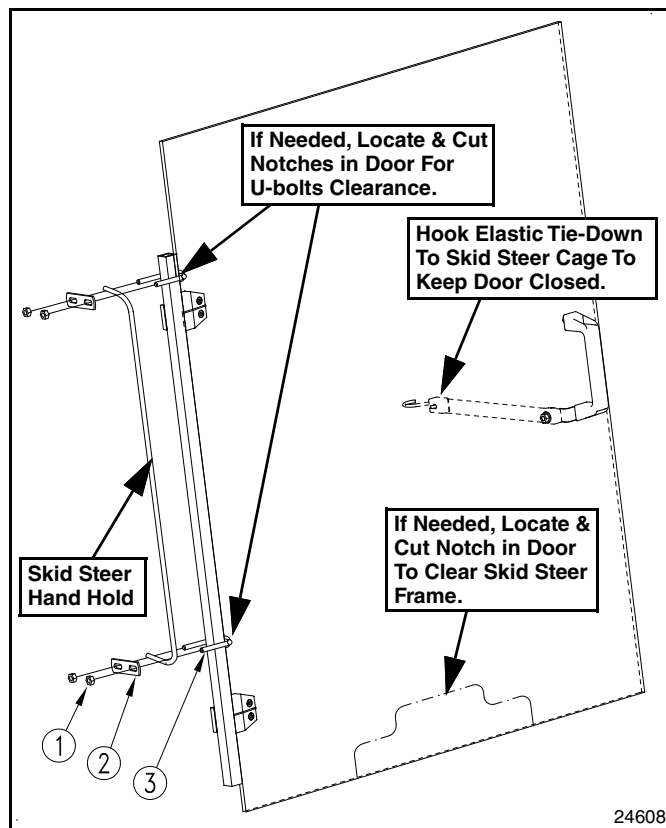 If Needed, Locate & Cut
Notches in Door For
U-bolts Clearance.
Hook Elastic Tie-Down
To Skid Steer Cage To
Keep Door Closed.
Skid Steer
Hand Hold
If Needed, Locate &
Cut Notch in Door
To Clear Skid Steer
Frame.
1
2
3
24608